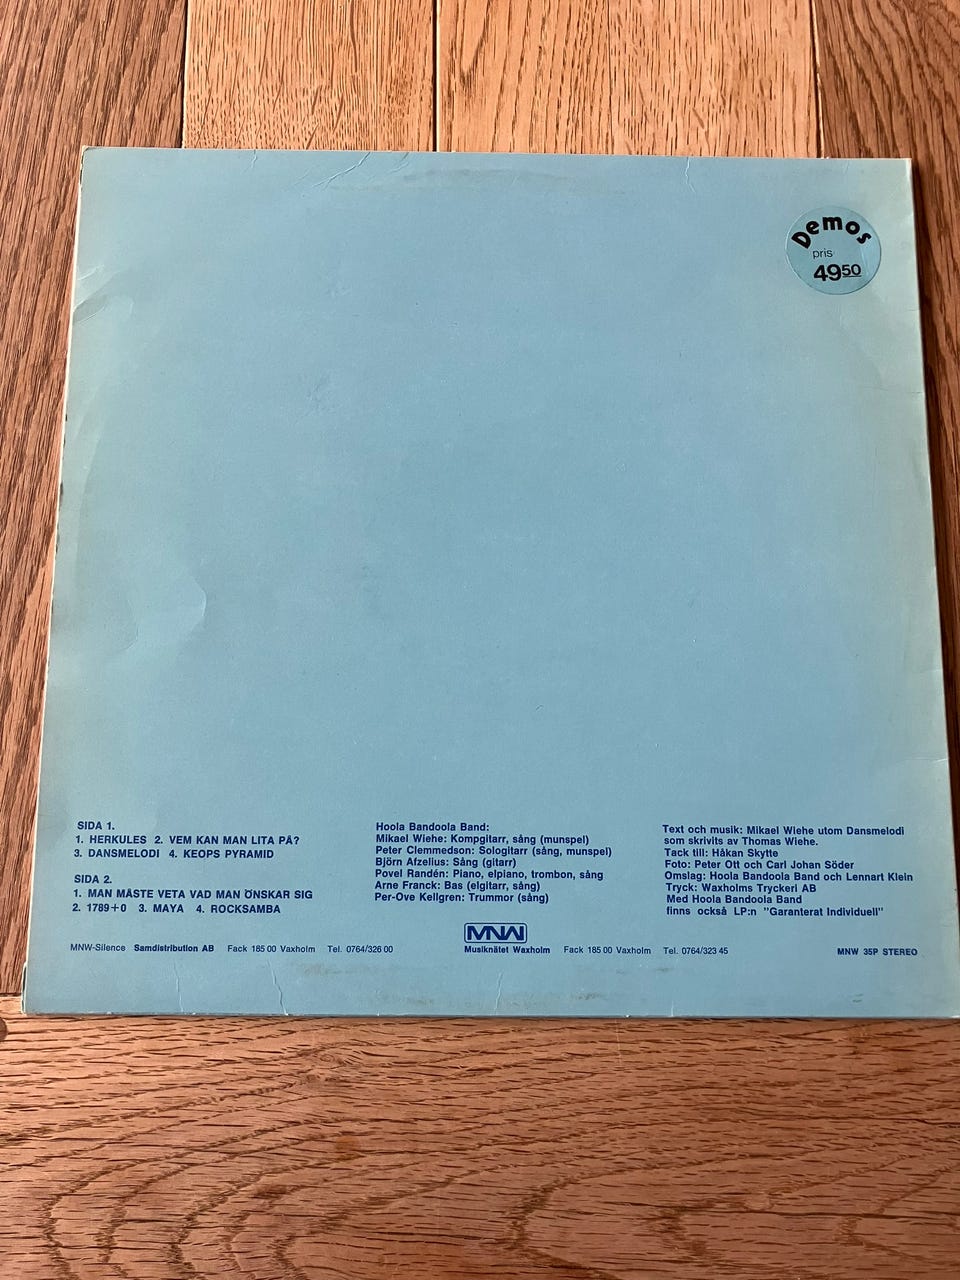 Demos
pris
49 50
SIDA 1.
1. HERKULES 2. VEM KAN MAN LITA PÅ?
3. DANSMELODI 4. KEOPS PYRAMID
SIDA 2.
1. MAN MÅSTE VETA VAD MAN ÖNSKAR SIG
2. 1789+0 3. MAYA 4. ROCKSAMBA
Hoola Bandoola Band:
Mikael Wiehe: Kompgitarr, sång (munspel)
Peter Clemmedson: Sologitarr (sång, munspel)
Björn Afzelius: Sång (gitarr)
Povel Randén: Piano, elpiano, trombon, sång
Arne Franck: Bas (elgitarr, sång)
Per-Ove Kellgren: Trummor (sång)
Text och musik: Mikael Wiehe utom Dansmelodi
som skrivits av Thomas Wiehe.
Tack till: Håkan Skytte
Foto: Peter Ott och Carl Johan Söder
Omslag: Hoola Bandoola Band och Lennart Klein
Tryck: Waxholms Tryckeri AB
Med Hoola Bandoola Band
finns också LP:n "Garanterat Individuell"
MNW-Silence Samdistribution AB Fack 185 00 Vaxholm Tel. 0764/326 00
MNW
Musiknätet Waxholm Fack 185 00 Vaxholm Tel. 0764/323 45
MNW 35P STEREO